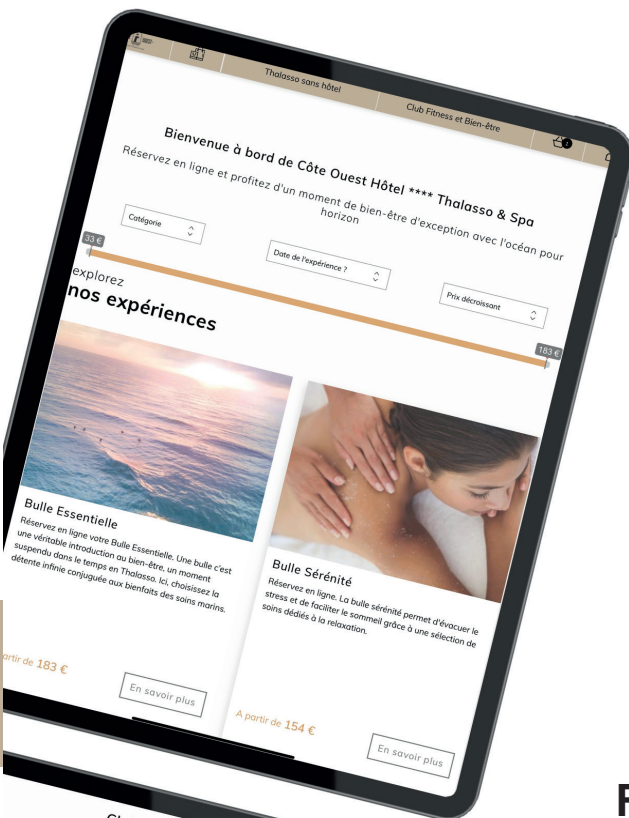 Thalasso sans hôtel
Club Fitness et Bien-être
Bienvenue à bord de Côte Ouest Hôtel **** Thalasso & Spa
Réservez en ligne et profitez d'un moment de bien-être d'exception avec l'océan pour
horizon
Catégorie
Date de l'expérience ?
Prix décroissant
33 €
183 €
explorez
nos expériences
Bulle Essentielle
Réservez en ligne votre Bulle Essentielle. Une bulle c'est
une véritable introduction au bien-être, un moment
suspendu dans le temps en Thalasso. Ici, choisissez la
détente infinie conjuguée aux bienfaits des soins marins.
artir de 183 €
En savoir plus
Bulle Sérénité
Réservez en ligne. La bulle sérénité permet d'évacuer le
stress et de faciliter le sommeil grâce à une sélection de
soins dédiés à la relaxation.
A partir de 154 €
En savoir plus